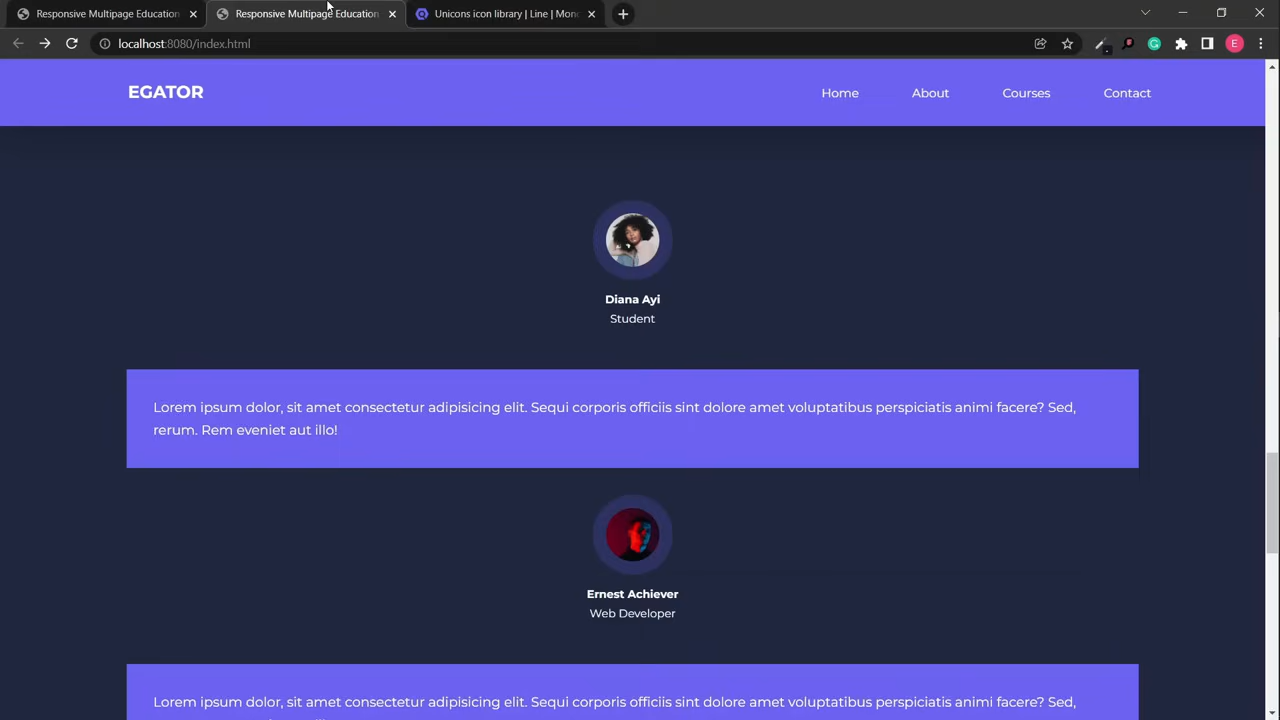 Responsive Multipage Education
Responsive Multipage Education
Unicons icon library | Line | Mono
localhost:8080/index.html
E
EGATOR
Home
About
Courses
Contact
Diana Ayi
Student
Lorem ipsum dolor, sit amet consectetur adipisicing elit. Sequi corporis officiis sint dolore amet voluptatibus perspiciatis animi facere? Sed,
rerum. Rem eveniet aut illo!
Ernest Achiever
Web Developer
Lorem ipsum dolor, sit amet consectetur adipisicing elit. Sequi corporis officiis sint dolore amet voluptatibus perspiciatis animi facere? Sed,